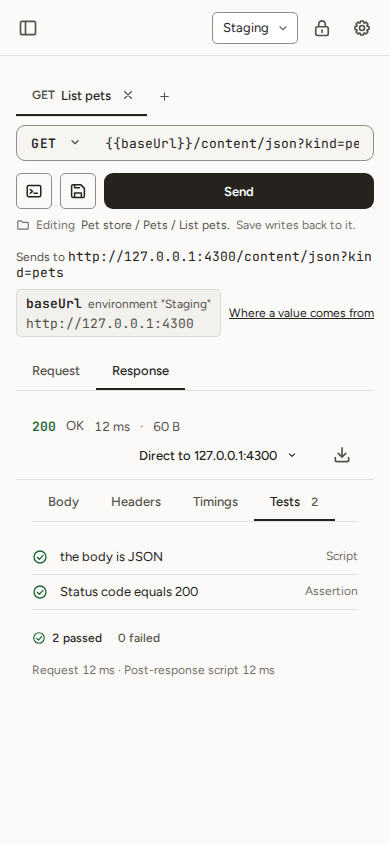 Staging
GET List pets
GET {{baseUrl}}/content/json?kind=pe
Send
Editing Pet store / Pets / List pets. Save writes back to it.
Sends to http://127.0.0.1:4300/content/json?kin
d=pets
baseUrl environment "Staging"
http://127.0.0.1:4300
Where a value comes from
Request Response
200 OK 12 ms · 60 B
Direct to 127.0.0.1:4300
Body Headers Timings Tests 2
the body is JSON Script
Status code equals 200 Assertion
2 passed 0 failed
Request 12 ms · Post-response script 12 ms